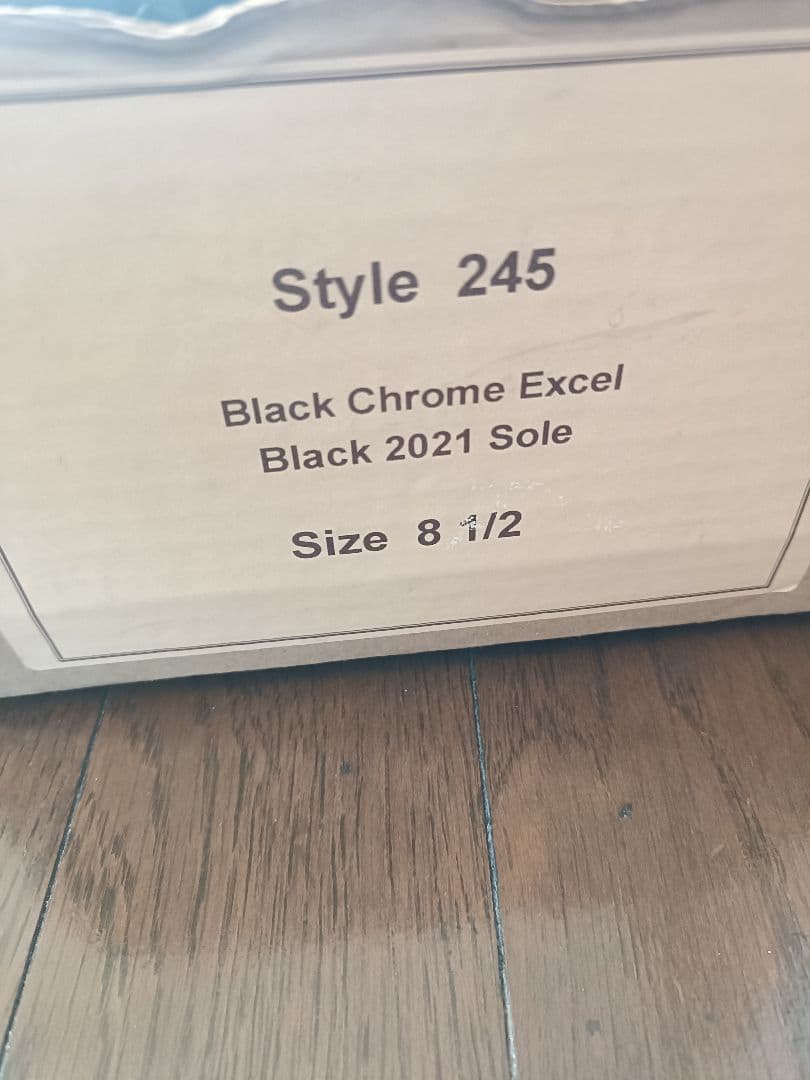 Style 245
Black Chrome Excel
Black 2021 Sole
Size 8 1/2